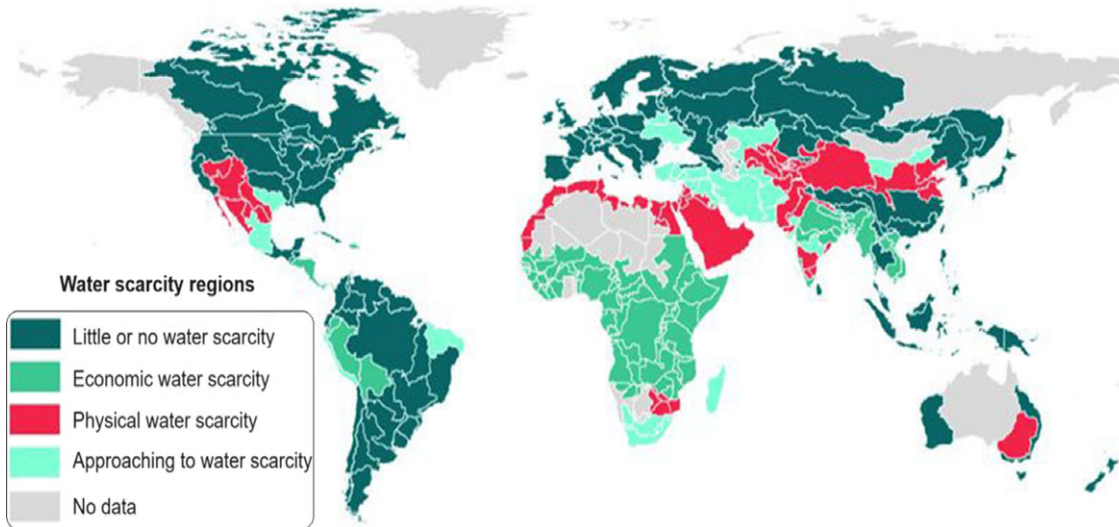 Water scarcity regions
Little or no water scarcity
Economic water scarcity
Physical water scarcity
Approaching to water scarcity
No data